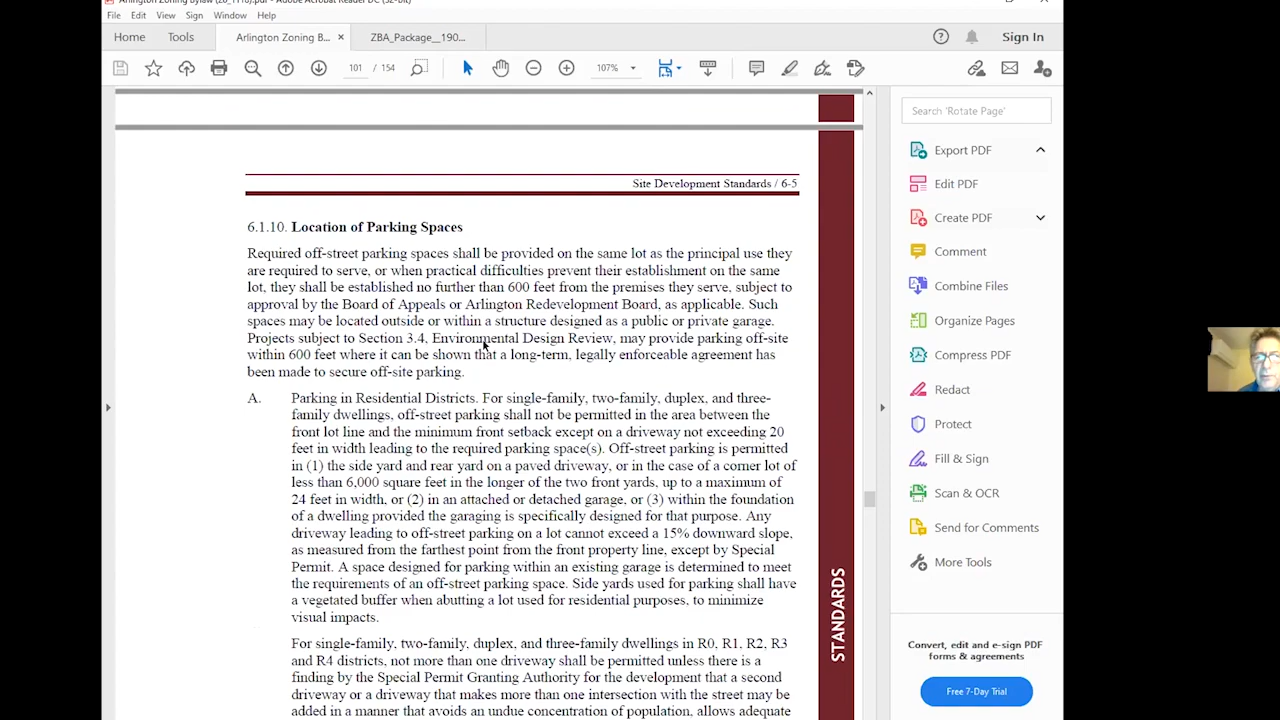 Arlington Zoning Bylaw (28_1118).pdf - Adobe Acrobat Reader DC (32-bit)
File Edit View Sign Window Help
Home Tools Arlington Zoning B... × ZBA_Package__190... Sign In
101 / 154 107%
Search 'Rotate Page'
Export PDF
Edit PDF
Create PDF
Comment
Combine Files
Organize Pages
Compress PDF
Redact
Protect
Fill & Sign
Scan & OCR
Send for Comments
More Tools
Convert, edit and e-sign PDF
forms & agreements
Free 7-Day Trial
Site Development Standards / 6-5
6.1.10. Location of Parking Spaces
Required off-street parking spaces shall be provided on the same lot as the principal use they
are required to serve, or when practical difficulties prevent their establishment on the same
lot, they shall be established no further than 600 feet from the premises they serve, subject to
approval by the Board of Appeals or Arlington Redevelopment Board, as applicable. Such
spaces may be located outside or within a structure designed as a public or private garage.
Projects subject to Section 3.4, Environmental Design Review, may provide parking off-site
within 600 feet where it can be shown that a long-term, legally enforceable agreement has
been made to secure off-site parking.
A. Parking in Residential Districts. For single-family, two-family, duplex, and three-
family dwellings, off-street parking shall not be permitted in the area between the
front lot line and the minimum front setback except on a driveway not exceeding 20
feet in width leading to the required parking space(s). Off-street parking is permitted
in (1) the side yard and rear yard on a paved driveway, or in the case of a corner lot of
less than 6,000 square feet in the longer of the two front yards, up to a maximum of
24 feet in width, or (2) in an attached or detached garage, or (3) within the foundation
of a dwelling provided the garaging is specifically designed for that purpose. Any
driveway leading to off-street parking on a lot cannot exceed a 15% downward slope,
as measured from the farthest point from the front property line, except by Special
Permit. A space designed for parking within an existing garage is determined to meet
the requirements of an off-street parking space. Side yards used for parking shall have
a vegetated buffer when abutting a lot used for residential purposes, to minimize
visual impacts.
For single-family, two-family, duplex, and three-family dwellings in R0, R1, R2, R3
and R4 districts, not more than one driveway shall be permitted unless there is a
finding by the Special Permit Granting Authority for the development that a second
driveway or a driveway that makes more than one intersection with the street may be
added in a manner that avoids an undue concentration of population, allows adequate
STANDARDS